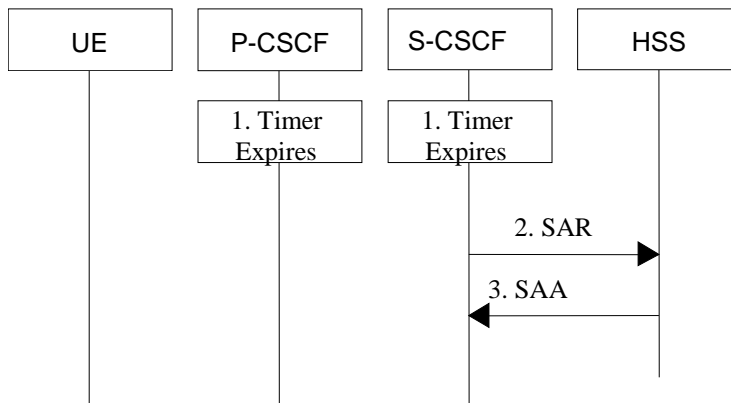 UE
P-CSCF
S-CSCF
HSS
1. Timer
Expires
1. Timer
Expires
2. SAR
3. SAA